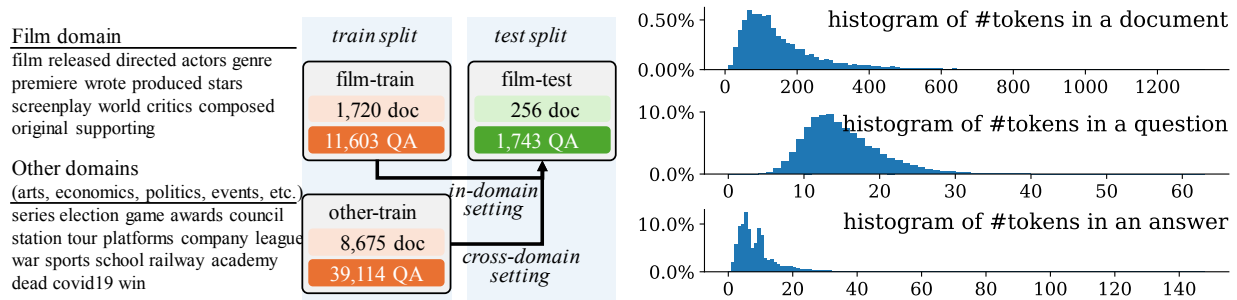 Film domain
film released directed actors genre
premiere wrote produced stars
screenplay world critics composed
original supporting
Other domains
(arts, economics, politics, events, etc.)
series election game awards council
station tour platforms company league
war sports school railway academy
dead covid19 win
train split
test split
film-train
1,720 doc
11,603 QA
film-test
256 doc
1,743 QA
in-domain
setting
other-train
8,675 doc
39,114 QA
cross-domain
setting
histogram of #tokens in a document
0.50%
0.00%
0 200 400 600 800 1000 1200
histogram of #tokens in a question
10.0%
0.0%
0 10 20 30 40 50 60
histogram of #tokens in an answer
10.0%
0.0%
0 20 40 60 80 100 120 140